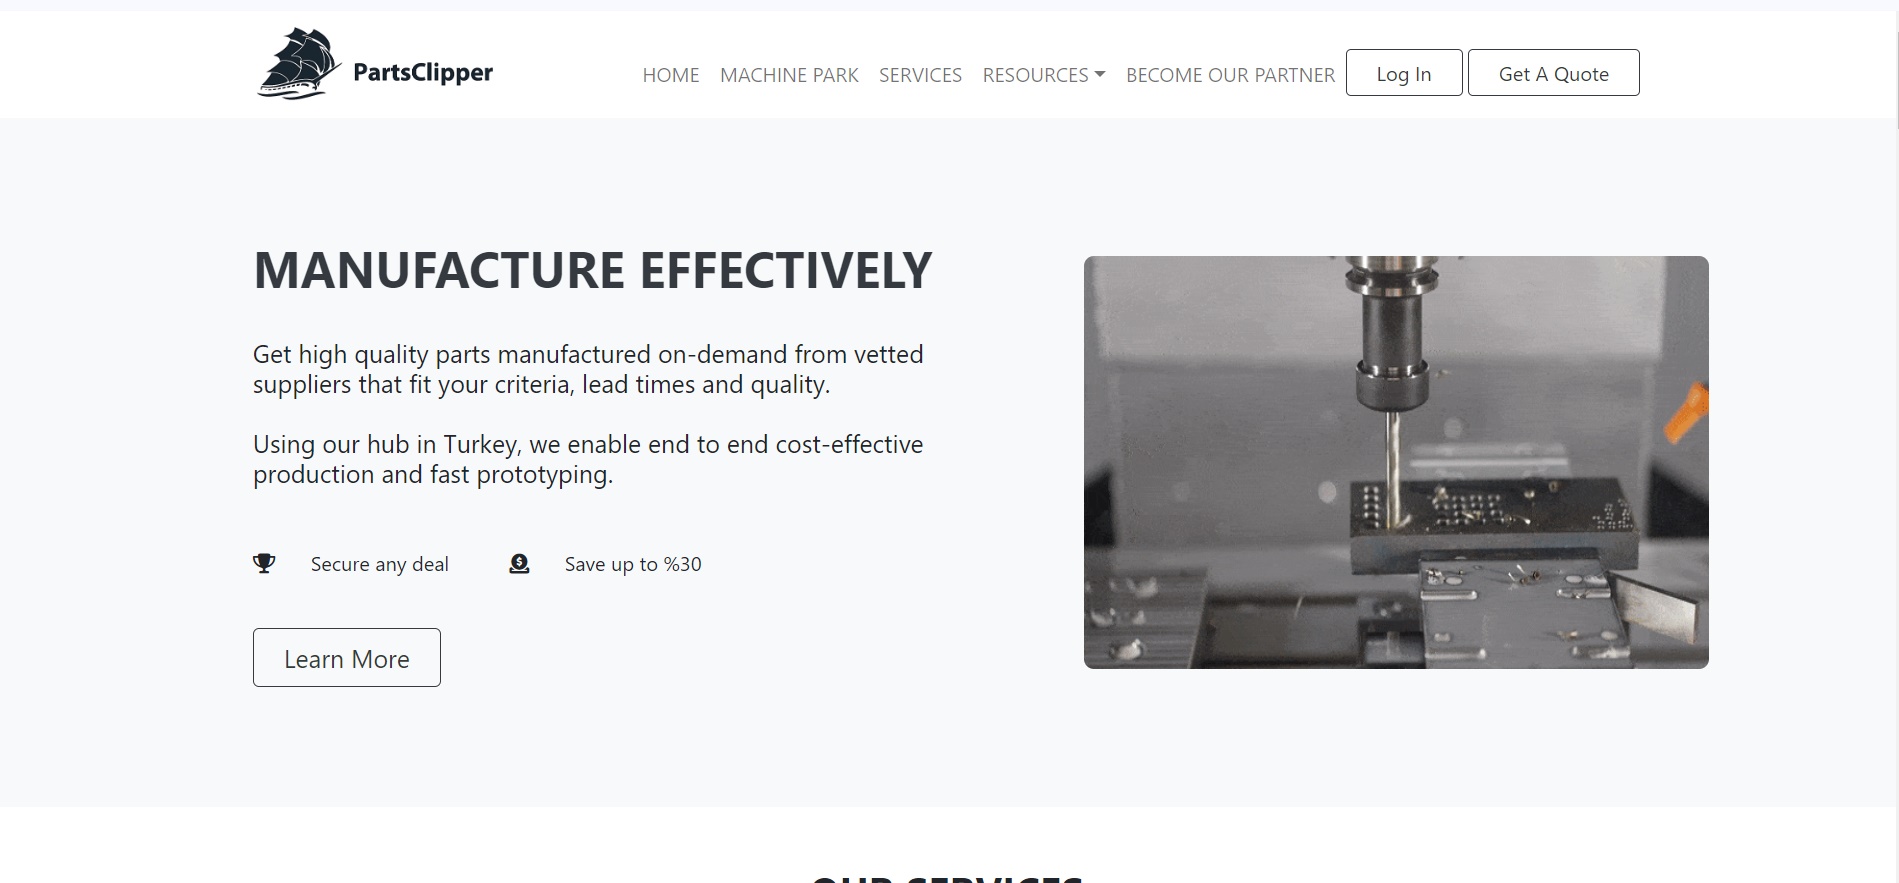 PartsClipper
HOME MACHINE PARK SERVICES RESOURCES BECOME OUR PARTNER Log In Get A Quote
MANUFACTURE EFFECTIVELY
Get high quality parts manufactured on-demand from vetted
suppliers that fit your criteria, lead times and quality.
Using our hub in Turkey, we enable end to end cost-effective
production and fast prototyping.
Secure any deal Save up to %30
Learn More
OUR SERVICES